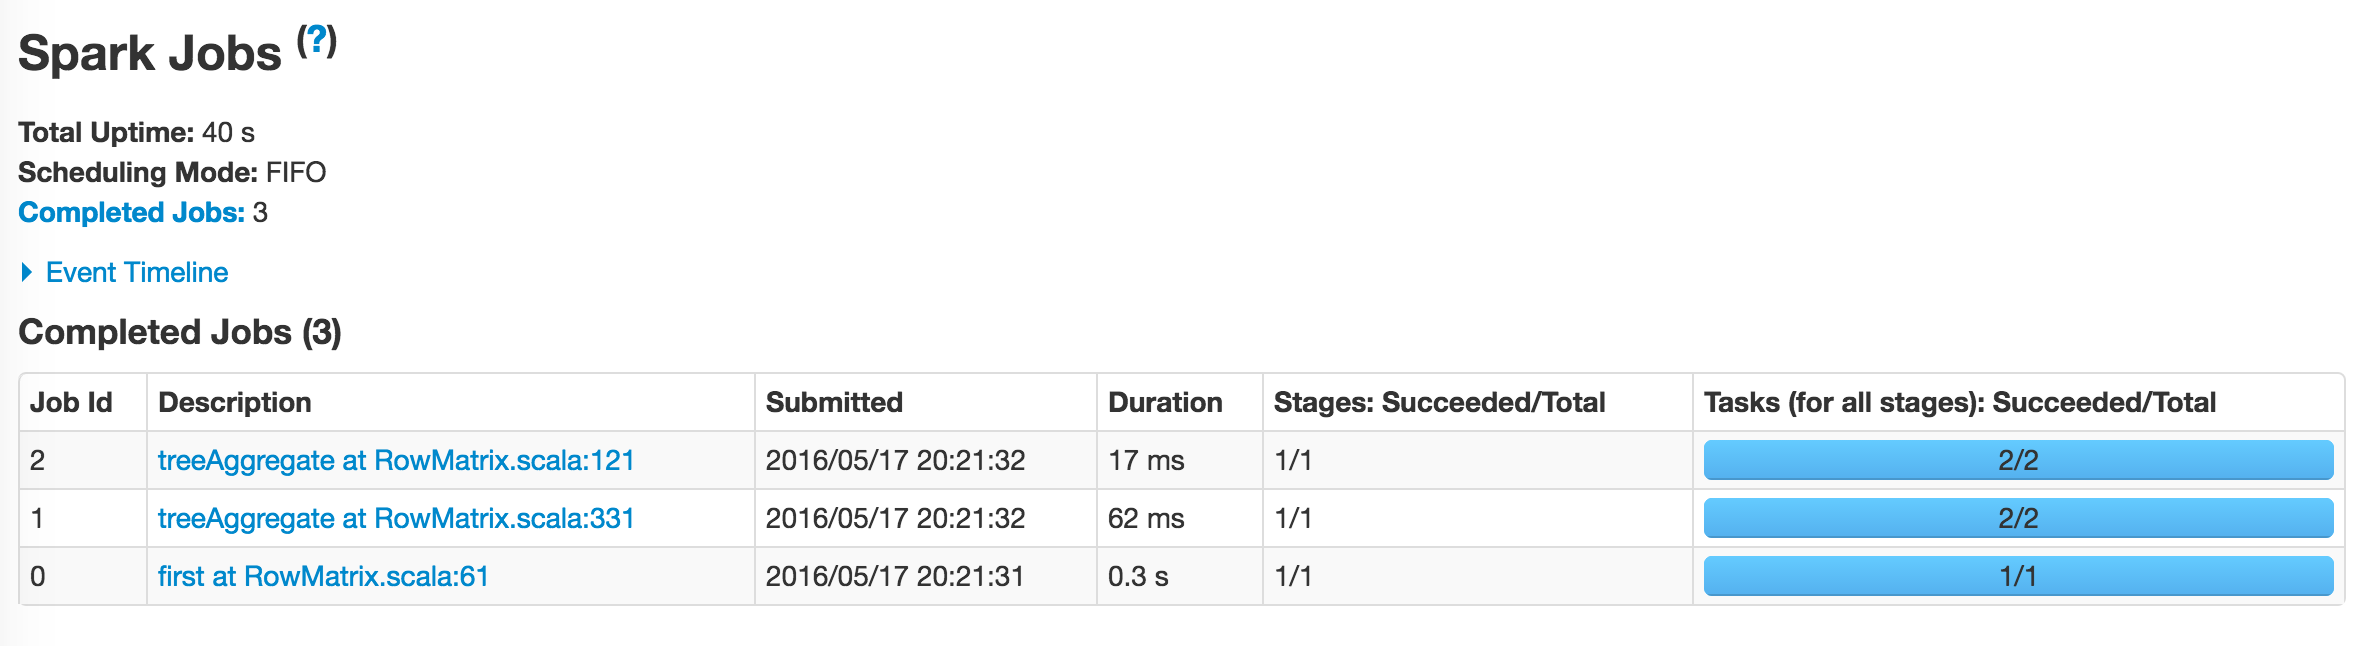 Spark Jobs (?)
Total Uptime: 40 s
Scheduling Mode: FIFO
Completed Jobs: 3
Event Timeline
Completed Jobs (3)
Job Id Description Submitted Duration Stages: Succeeded/Total Tasks (for all stages): Succeeded/Total
2 treeAggregate at RowMatrix.scala:121 2016/05/17 20:21:32 17 ms 1/1 2/2
1 treeAggregate at RowMatrix.scala:331 2016/05/17 20:21:32 62 ms 1/1 2/2
0 first at RowMatrix.scala:61 2016/05/17 20:21:31 0.3 s 1/1 1/1